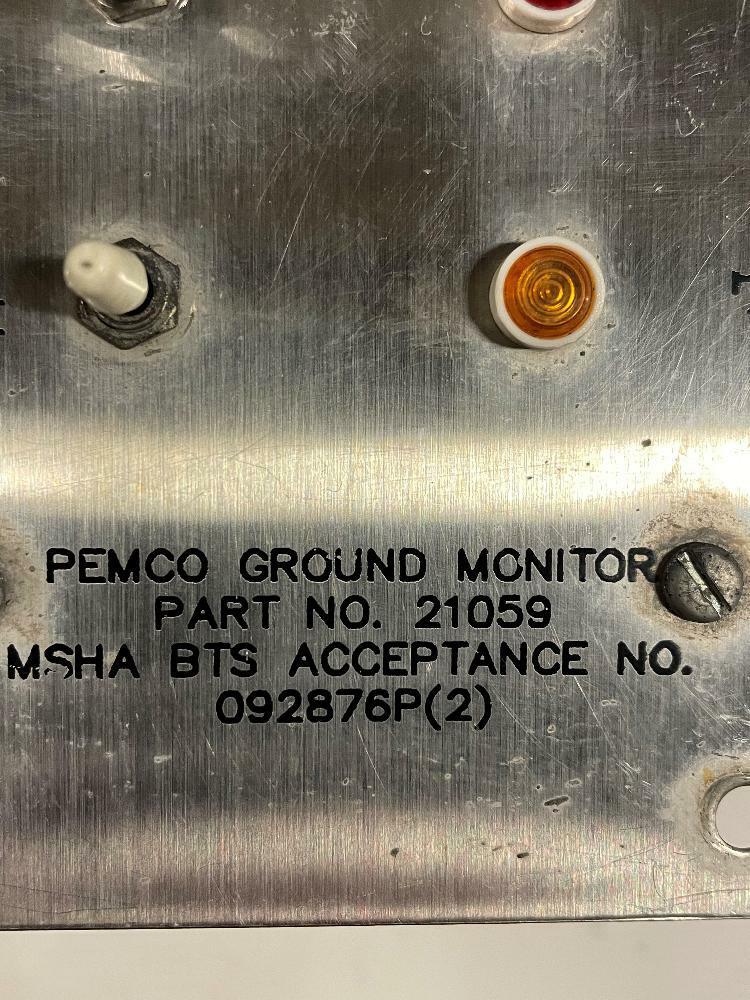 PEMCO GROUND MONITOR
PART NO. 21059
MSHA BTS ACCEPTANCE NO.
092876P(2)